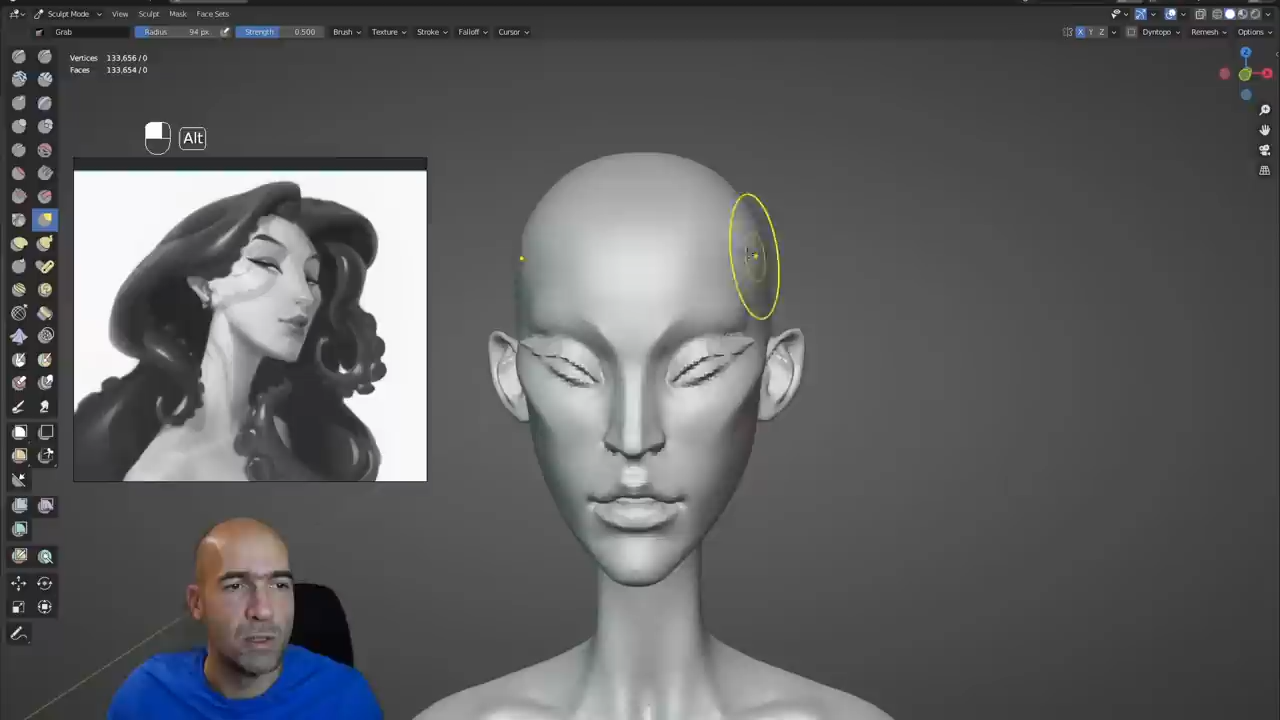 Sculpt Mode View Sculpt Mask Face Sets
Grab Radius 94 px Strength 0.500 Brush Texture Stroke Falloff Cursor X Y Z Dyntopo Remesh Options
Vertices 133,656 / 0
Faces 133,654 / 0
Z
X
Alt